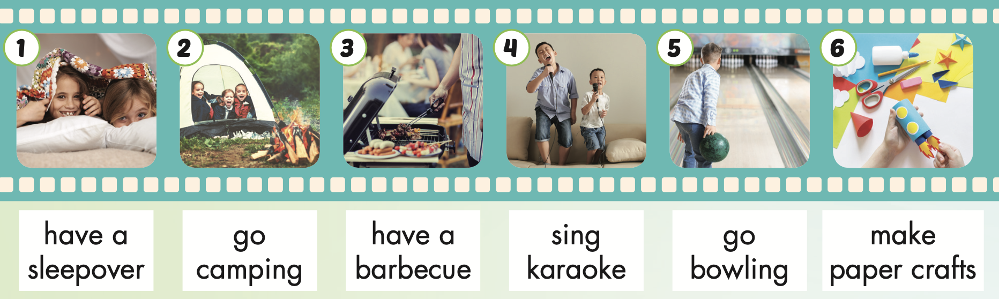 1
2
3
4
5
6
have a
sleepover
go
camping
have a
barbecue
sing
karaoke
go
bowling
make
paper crafts